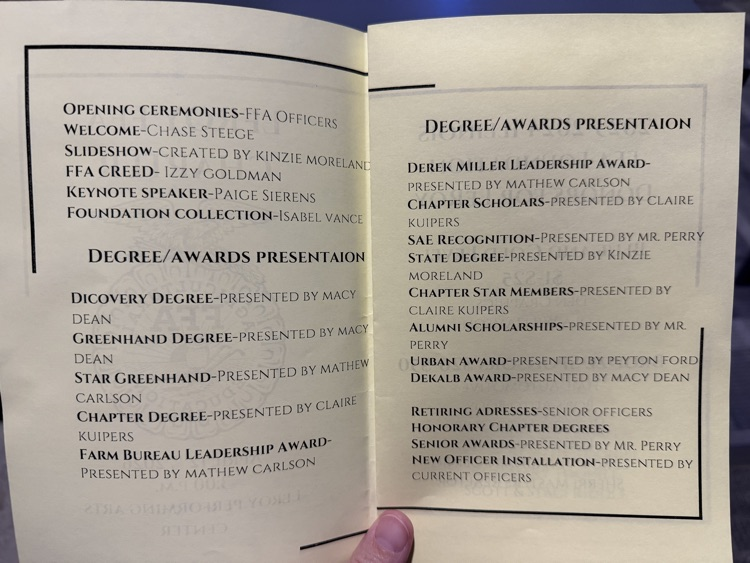 Opening ceremonies-FFA Officers
Welcome-Chase Steege
Slideshow-created by Kinzie Moreland
FFA Creed- Izzy Goldman
Keynote speaker-Paige Sierens
Foundation collection-Isabel Vance
Degree/awards presentaion
Dicovery Degree-presented by Macy
Dean
Greenhand Degree-presented by Macy
Dean
Star Greenhand-Presented by Mathew
Carlson
Chapter Degree-presented by Claire
Kuipers
Farm Bureau Leadership Award-
Presented by Mathew Carlson
Degree/awards presentaion
Derek Miller Leadership Award-
presented by Mathew Carlson
Chapter Scholars-presented by Claire
Kuipers
SAE Recognition-Presented by Mr. Perry
State Degree-presented by Kinzie
Moreland
Chapter Star Members-presented by
Claire Kuipers
Alumni Scholarships-presented by Mr.
Perry
Urban Award-presented by Peyton Ford
Dekalb Award-presented by Macy Dean
Retiring adresses-senior officers
Honorary Chapter degrees
Senior awards-presented by Mr. Perry
New Officer Installation-presented by
current officers